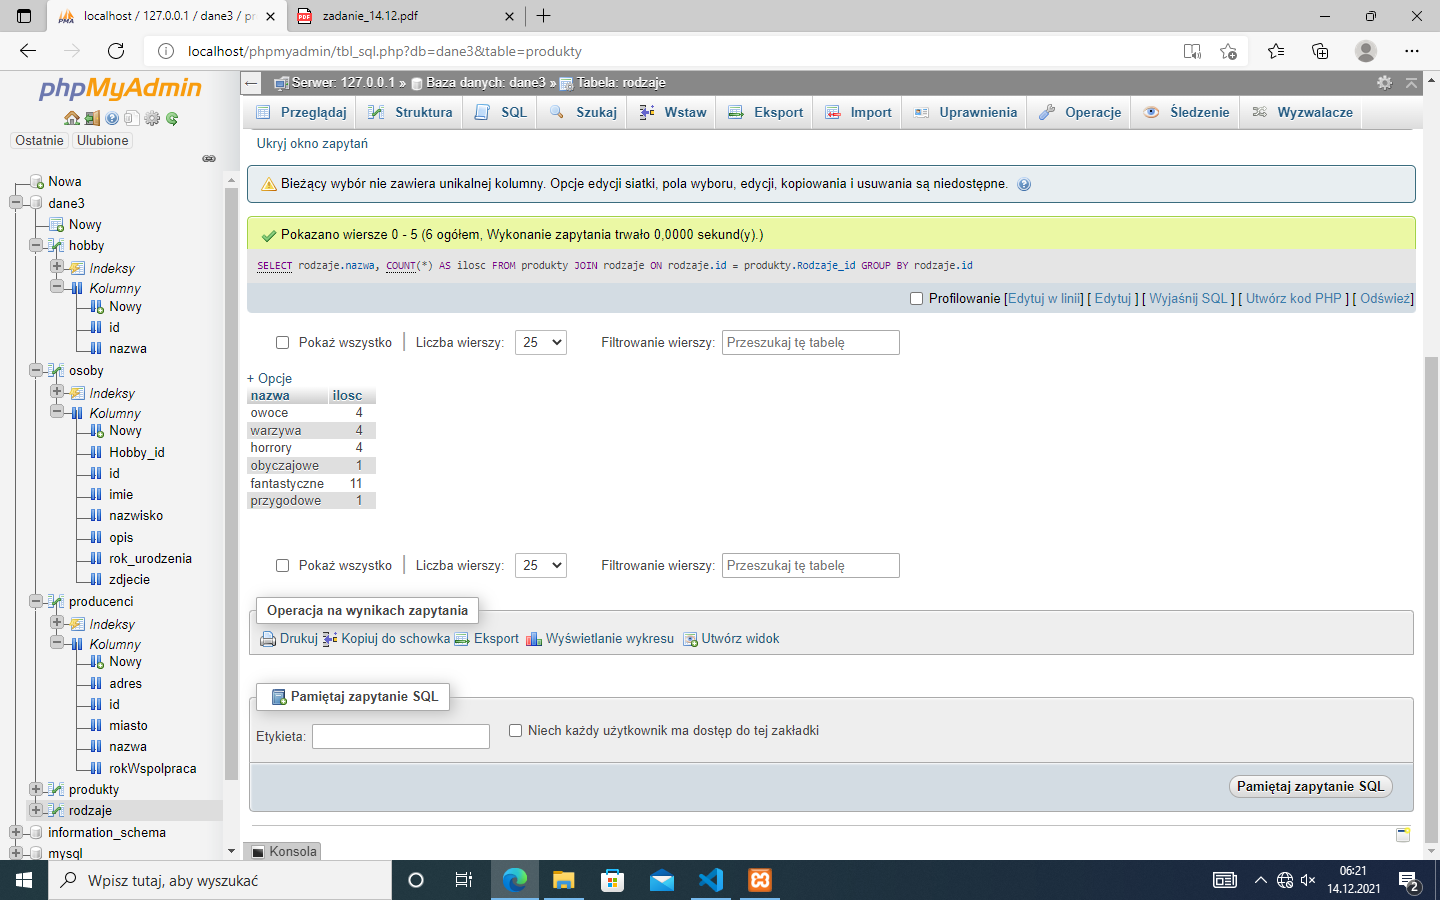 localhost / 127.0.0.1 / dane3 / pr
zadanie_14.12.pdf
localhost/phpmyadmin/tbl_sql.php?db=dane3&table=produkty
phpMyAdmin
Ostatnie
Ulubione
Nowa
dane3
Nowy
hobby
Indeksy
Kolumny
Nowy
id
nazwa
osoby
Indeksy
Kolumny
Nowy
Hobby_id
id
imie
nazwisko
opis
rok_urodzenia
zdjecie
producenci
Indeksy
Kolumny
Nowy
adres
id
miasto
nazwa
rokWspolpraca
produkty
rodzaje
information_schema
mysql
Serwer: 127.0.0.1 » Baza danych: dane3 » Tabela: rodzaje
Przeglądaj Struktura SQL Szukaj Wstaw Eksport Import Uprawnienia Operacje Śledzenie Wyzwalacze
Ukryj okno zapytań
Bieżący wybór nie zawiera unikalnej kolumny. Opcje edycji siatki, pola wyboru, edycji, kopiowania i usuwania są niedostępne.
Pokazano wiersze 0 - 5 (6 ogółem, Wykonanie zapytania trwało 0,0000 sekund(y).)
SELECT rodzaje.nazwa, COUNT(*) AS ilosc FROM produkty JOIN rodzaje ON rodzaje.id = produkty.Rodzaje_id GROUP BY rodzaje.id
Profilowanie [Edytuj w linii] [ Edytuj ] [ Wyjaśnij SQL ] [ Utwórz kod PHP ] [ Odśwież]
Pokaż wszystko Liczba wierszy: 25 Filtrowanie wierszy: Przeszukaj tę tabelę
+ Opcje
nazwa ilosc
owoce 4
warzywa 4
horrory 4
obyczajowe 1
fantastyczne 11
przygodowe 1
Pokaż wszystko Liczba wierszy: 25 Filtrowanie wierszy: Przeszukaj tę tabelę
Operacja na wynikach zapytania
Drukuj Kopiuj do schowka Eksport Wyświetlanie wykresu Utwórz widok
Pamiętaj zapytanie SQL
Etykieta: Niech każdy użytkownik ma dostęp do tej zakładki
Pamiętaj zapytanie SQL
Konsola
Wpisz tutaj, aby wyszukać
06:21
14.12.2021
2